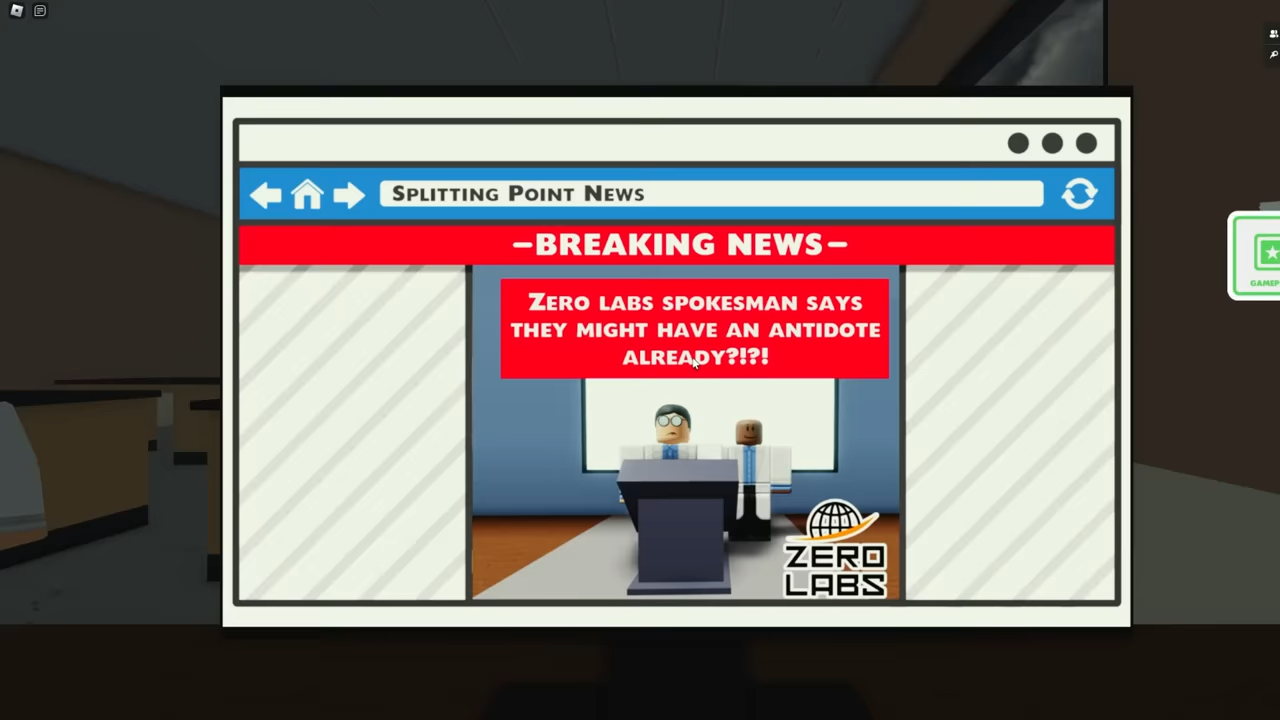 Splitting Point News
–BREAKING NEWS–
Zero labs spokesman says
they might have an antidote
already?!?!
ZERO
LABS